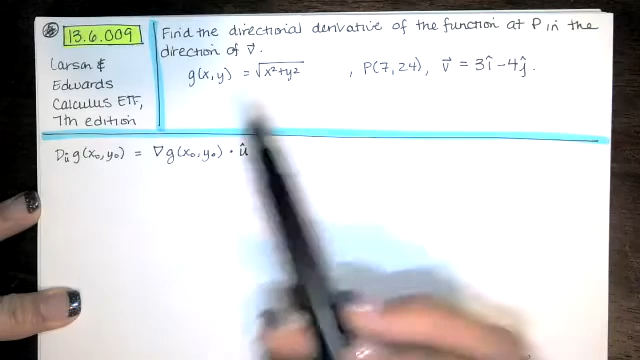 13.6.009
Larson &
Edwards
Calculus ETF,
7th edition
Find the directional derivative of the function at P in the
direction of v⃗.
g(x,y) = √x²+y² , P(7,24), v⃗ = 3î - 4ĵ.
Dûg(x₀,y₀) = ∇g(x₀,y₀) · û